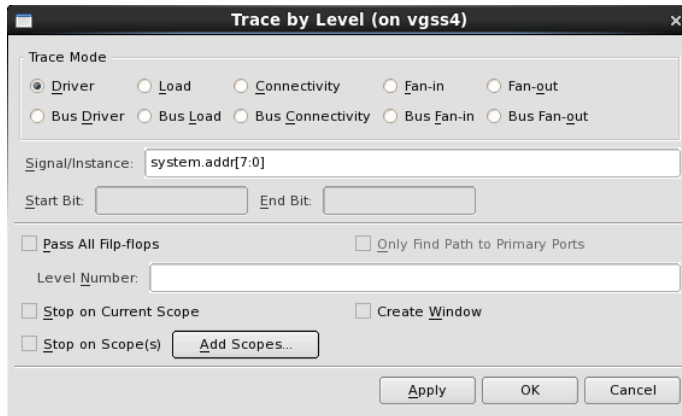 Trace by Level (on vgss4)
Trace Mode
Driver Load Connectivity Fan-in Fan-out
Bus Driver Bus Load Bus Connectivity Bus Fan-in Bus Fan-out
Signal/Instance: system.addr[7:0]
Start Bit: End Bit:
Pass All Filp-flops Only Find Path to Primary Ports
Level Number:
Stop on Current Scope Create Window
Stop on Scope(s) Add Scopes...
Apply OK Cancel